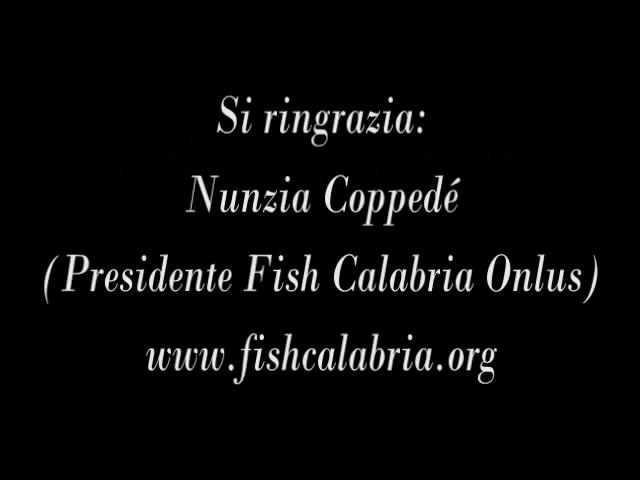 Si ringrazia:
Nunzia Coppedé
(Presidente Fish Calabria Onlus)
www.fishcalabria.org